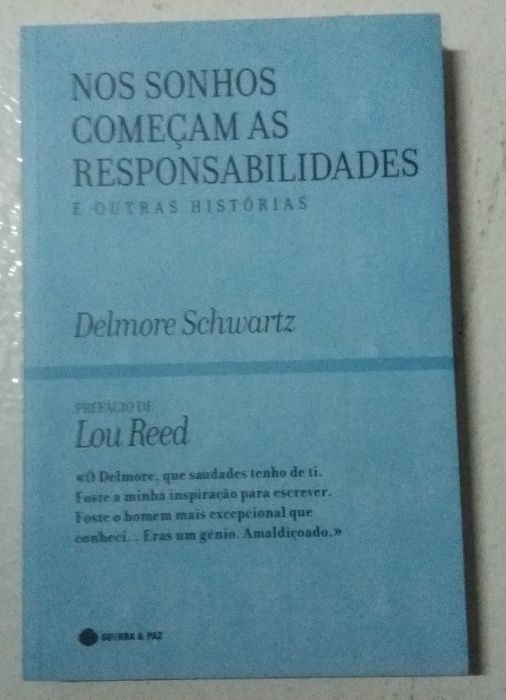 NOS SONHOS
COMEÇAM AS
RESPONSABILIDADES
E OUTRAS HISTÓRIAS
Delmore Schwartz
PREFÁCIO DE
Lou Reed
«Ó Delmore, que saudades tenho de ti.
Foste a minha inspiração para escrever.
Foste o homem mais excepcional que
conheci... Eras um génio. Amaldiçoado.»
GUERRA & PAZ